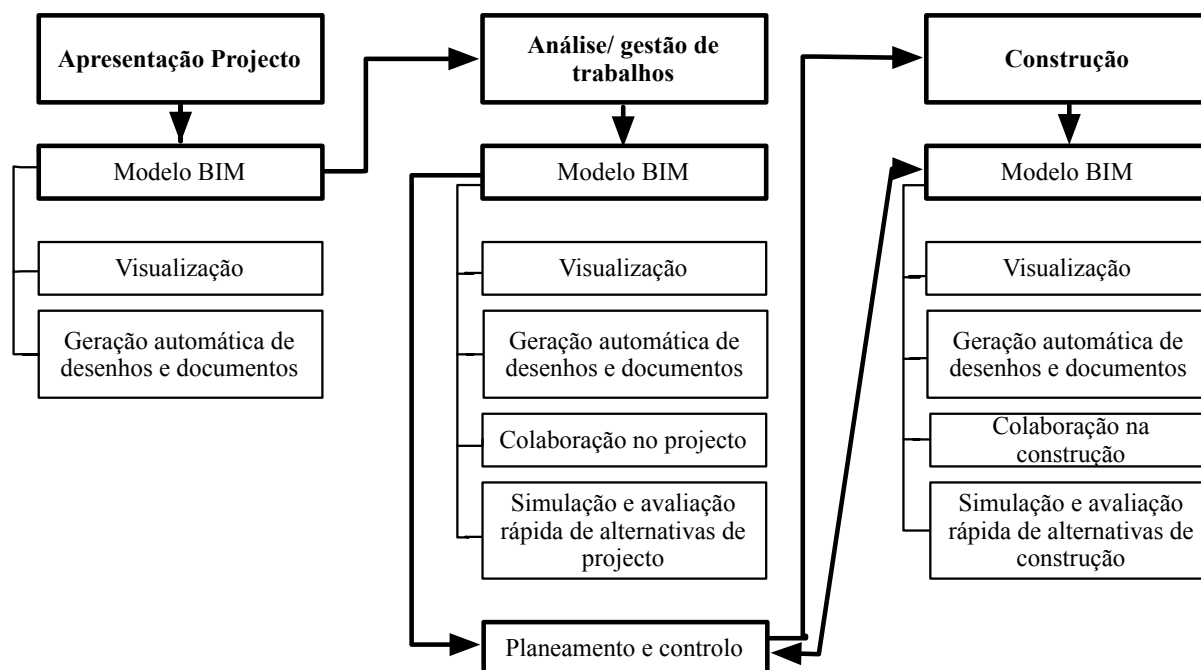 Apresentação Projecto
Modelo BIM
Visualização
Geração automática de
desenhos e documentos
Análise/ gestão de
trabalhos
Modelo BIM
Visualização
Geração automática de
desenhos e documentos
Colaboração no projecto
Simulação e avaliação
rápida de alternativas de
projecto
Planeamento e controlo
Construção
Modelo BIM
Visualização
Geração automática de
desenhos e documentos
Colaboração na
construção
Simulação e avaliação
rápida de alternativas de
construção